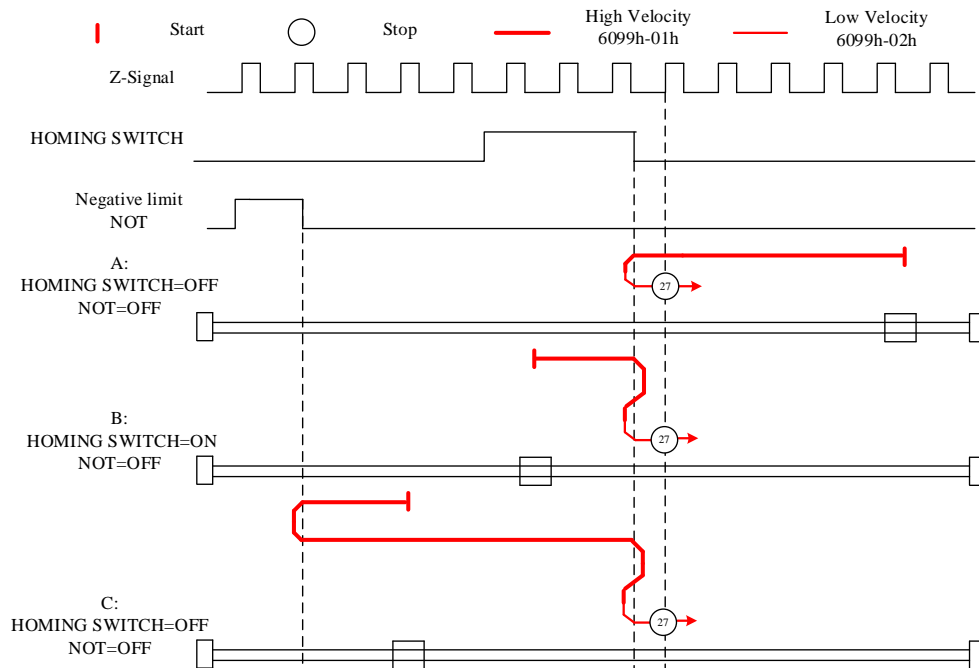 Start
Stop
High Velocity
6099h-01h
Low Velocity
6099h-02h
Z-Signal
HOMING SWITCH
Negative limit
NOT
A:
HOMING SWITCH=OFF
NOT=OFF
27
B:
HOMING SWITCH=ON
NOT=OFF
27
C:
HOMING SWITCH=OFF
NOT=OFF
27